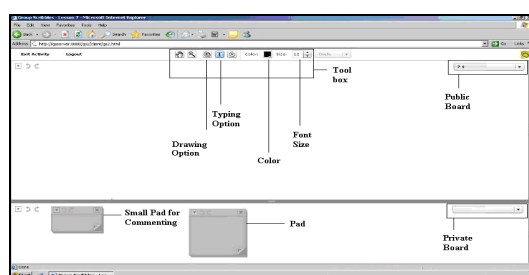 Group Scribbles - Lesson 7 - Microsoft Internet Explorer
File Edit View Favorites Tools Help
Back Search Favorites
Address Go Links
Exit Activity Logout Color: Size: 12
Tool
box
Public
Board
Typing
Option
Drawing
Option
Font
Size
Color
Small Pad for
Commenting
Pad
Private
Board
Done